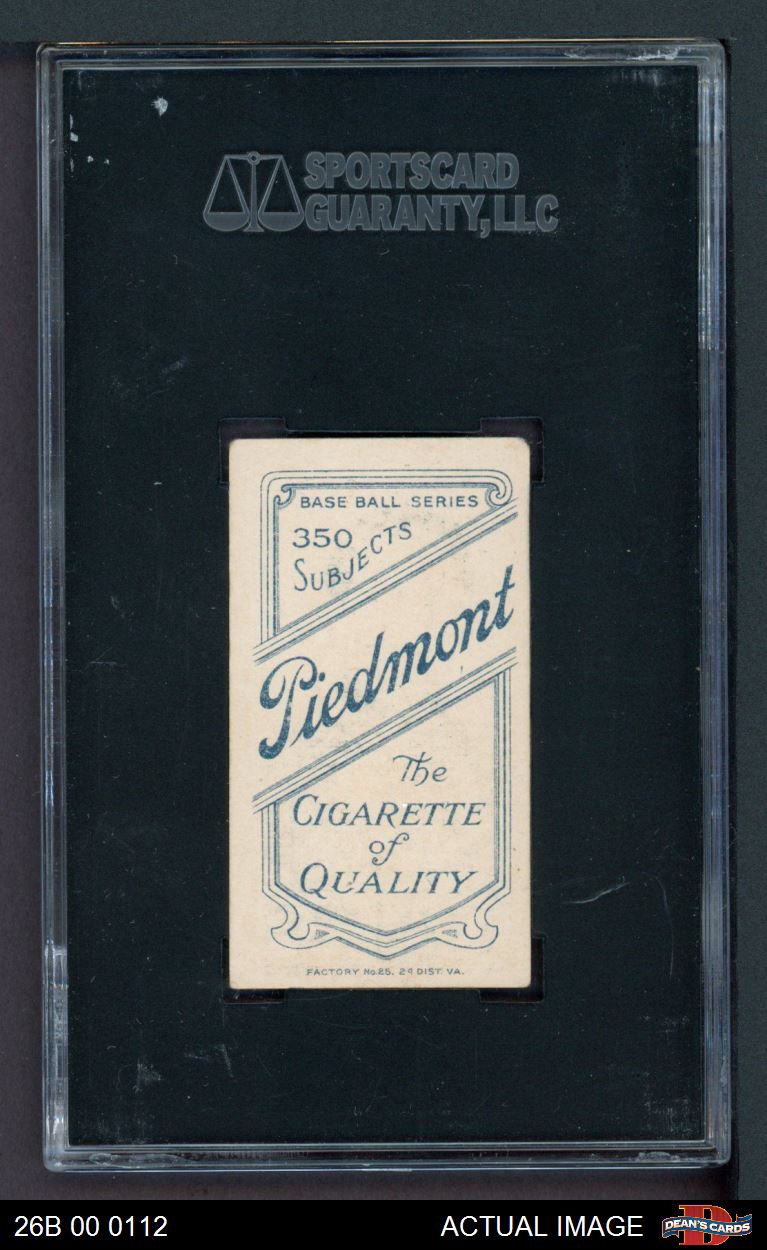 SPORTSCARD
GUARANTY, LLC
BASE BALL SERIES
350
SUBJECTS
Piedmont
The
CIGARETTE
of
QUALITY
FACTORY No.25. 2d DIST. VA.
26B 00 0112
ACTUAL IMAGE
DEAN'S CARDS